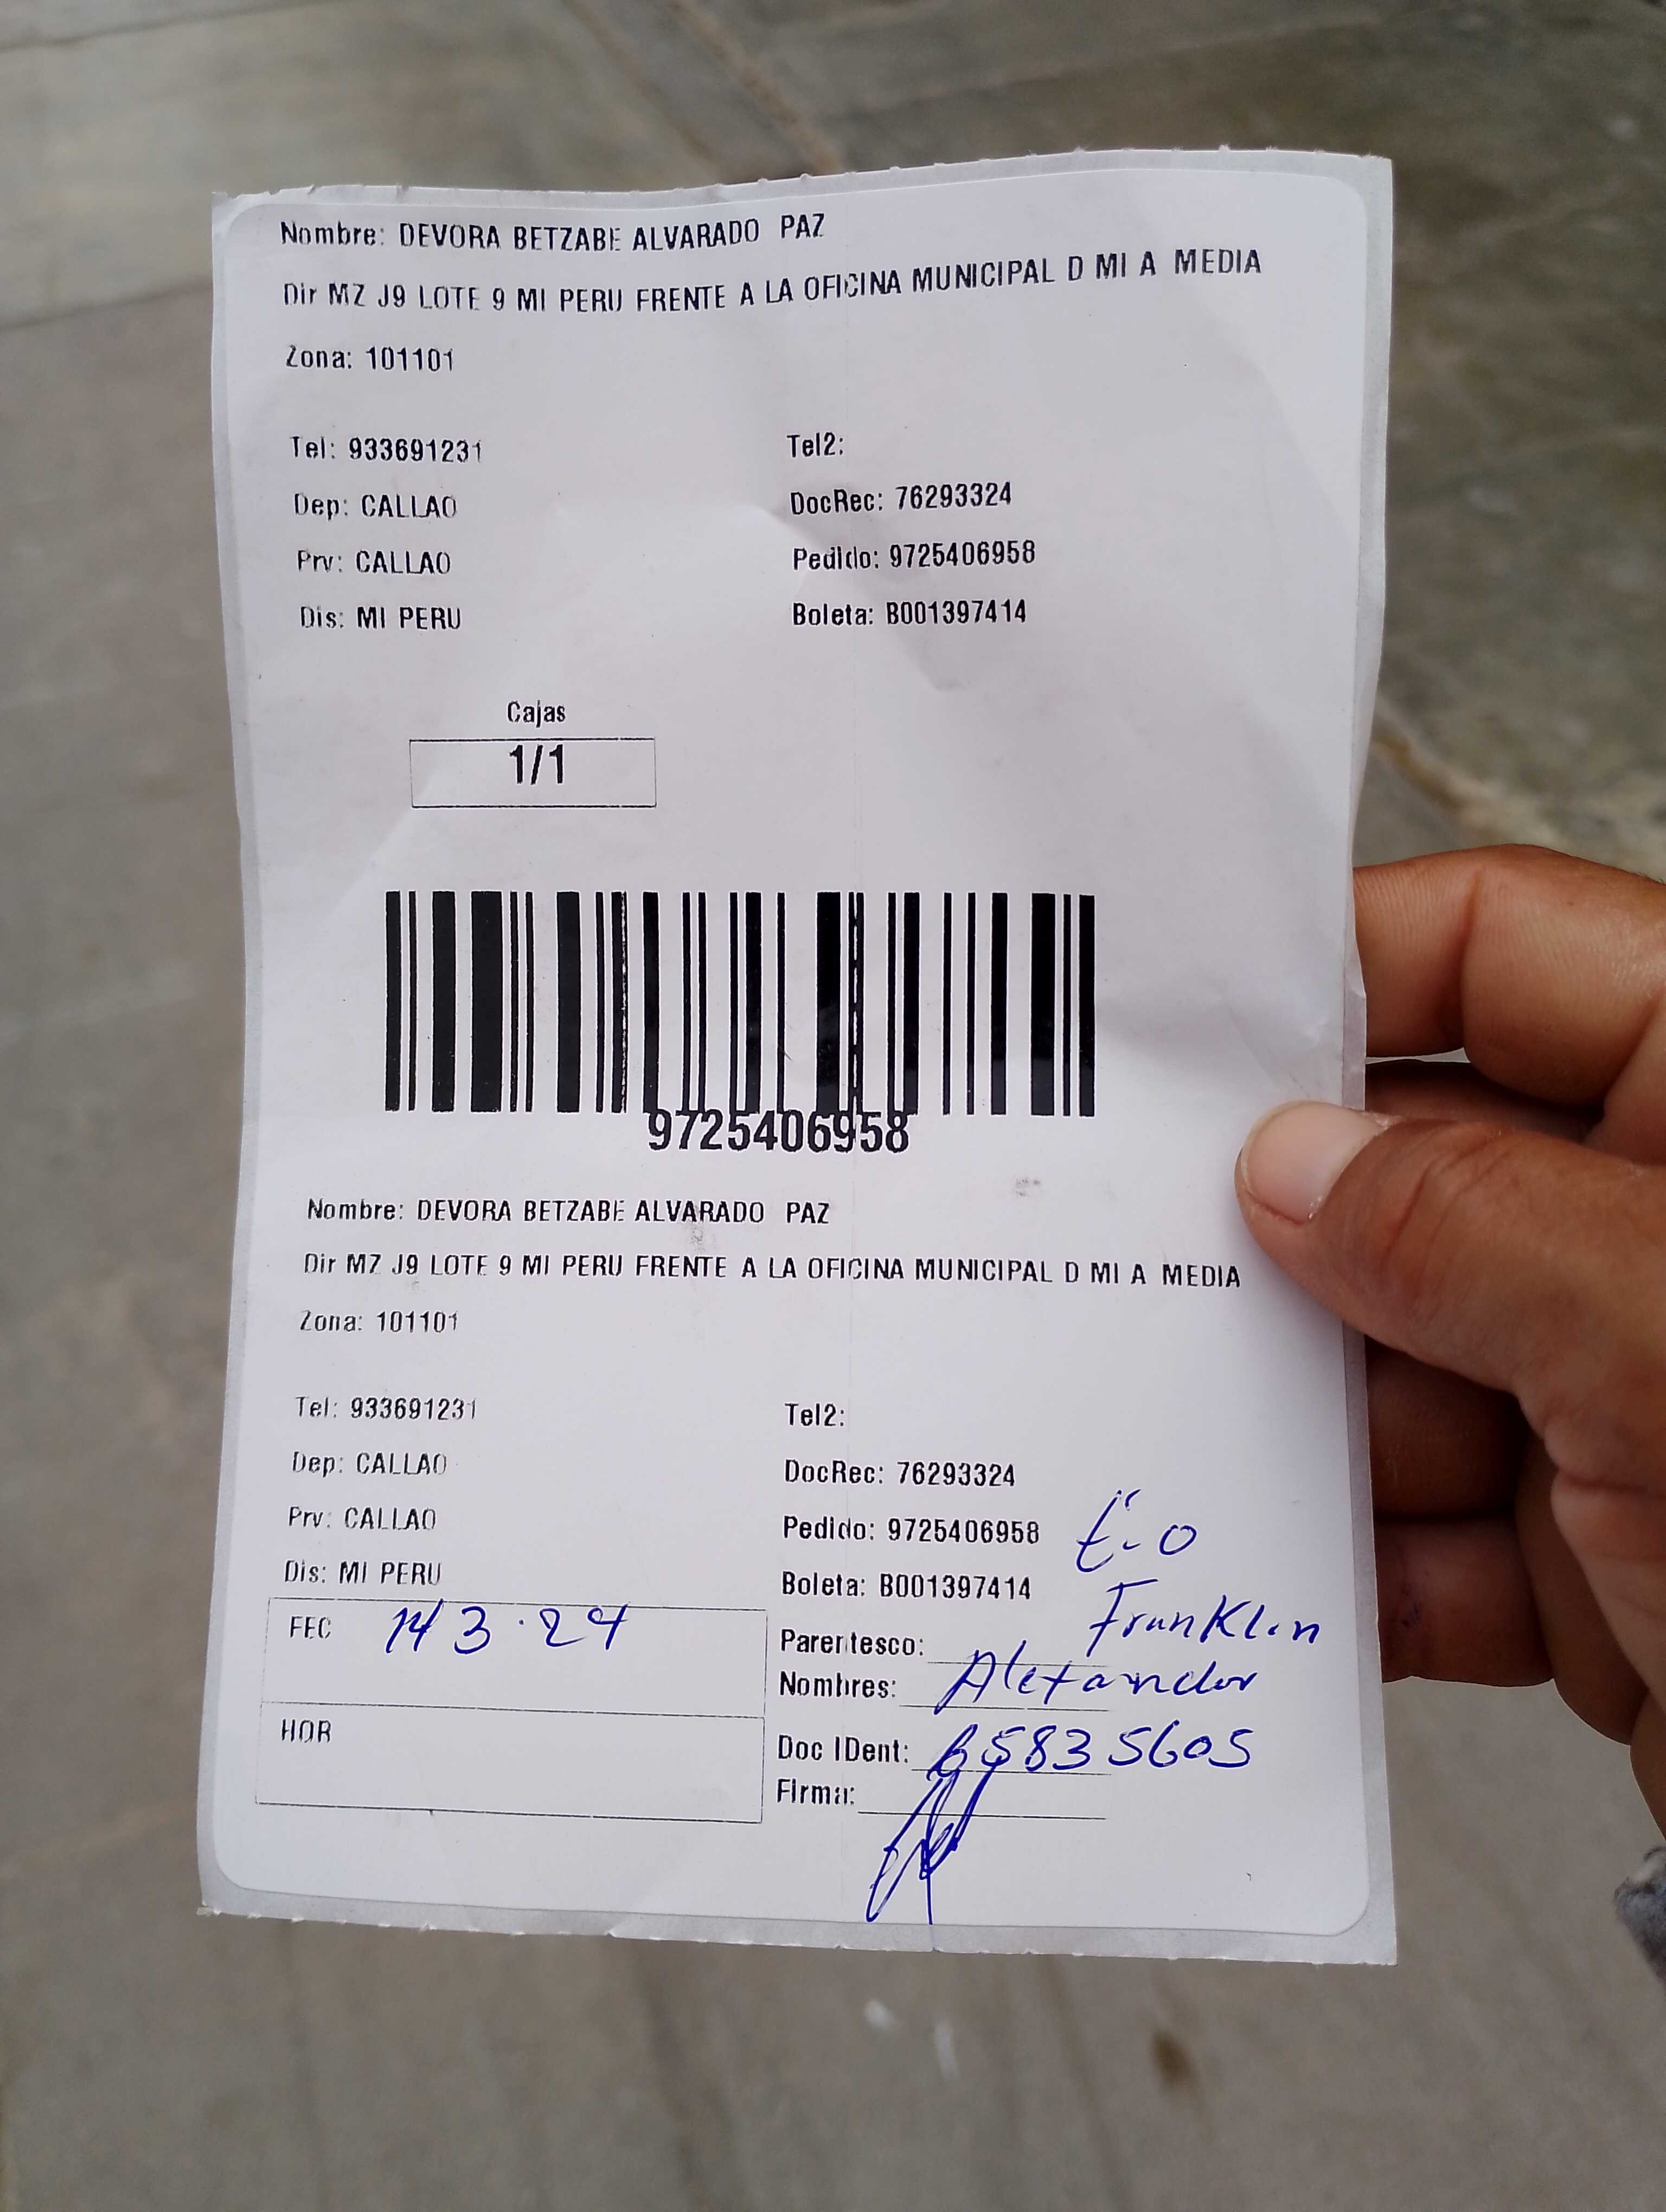 Nombre: DEVORA BETZABE ALVARADO PAZ
Dir MZ J9 LOTE 9 MI PERU FRENTE A LA OFICINA MUNICIPAL D MI A MEDIA
Zona: 101101
Tel: 933691231 Tel2:
Dep: CALLAO DocRec: 76293324
Prv: CALLAO Pedido: 9725406958
Dis: MI PERU Boleta: B001397414
Cajas
1/1
9725406958
Nombre: DEVORA BETZABE ALVARADO PAZ
Dir MZ J9 LOTE 9 MI PERU FRENTE A LA OFICINA MUNICIPAL D MI A MEDIA
Zona: 101101
Tel: 933691231 Tel2:
Dep: CALLAO DocRec: 76293324
Prv: CALLAO Pedido: 9725406958
Dis: MI PERU Boleta: B001397414
FEC 14 3·24 Parentesco: Franklin
Nombres: Alexander
HOR Doc IDent:
Firma: